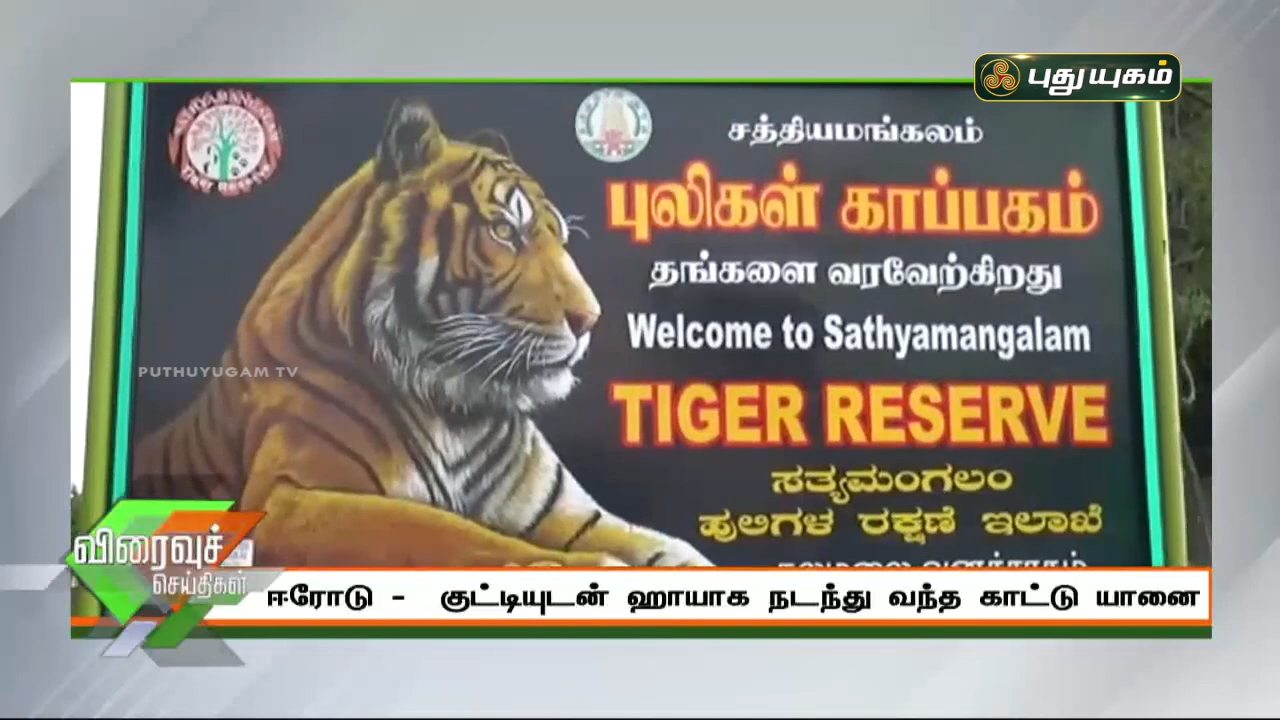 புதுயுகம்
சத்தியமங்கலம்
புலிகள் காப்பகம்
தங்களை வரவேற்கிறது
Welcome to Sathyamangalam
TIGER RESERVE
ಸತ್ಯಮಂಗಲಂ
ಹುಲಿಗಳ ರಕ್ಷಣೆ ಇಲಾಖೆ
PUTHUYUGAM TV
விரைவுச்
செய்திகள்
ஈரோடு - குட்டியுடன் ஹாயாக நடந்து வந்த காட்டு யானை